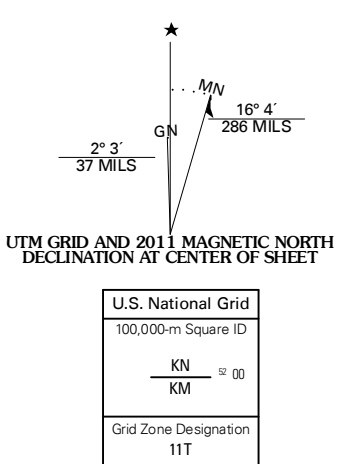 ★
MN
16° 4´
286 MILS
GN
2° 3´
37 MILS
UTM GRID AND 2011 MAGNETIC NORTH
DECLINATION AT CENTER OF SHEET
U.S. National Grid
100,000-m Square ID
KN
52 00
KM
Grid Zone Designation
11T